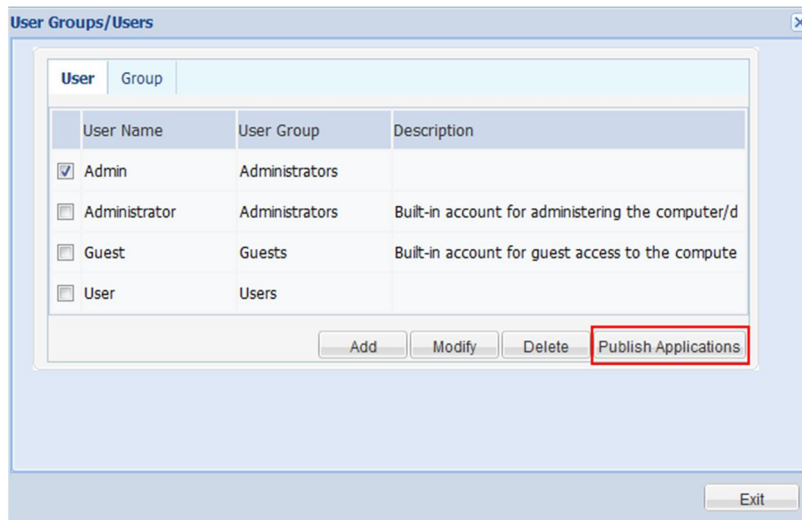 User Groups/Users
User Group
User Name User Group Description
Admin Administrators
Administrator Administrators Built-in account for administering the computer/d
Guest Guests Built-in account for guest access to the compute
User Users
Add Modify Delete Publish Applications
Exit